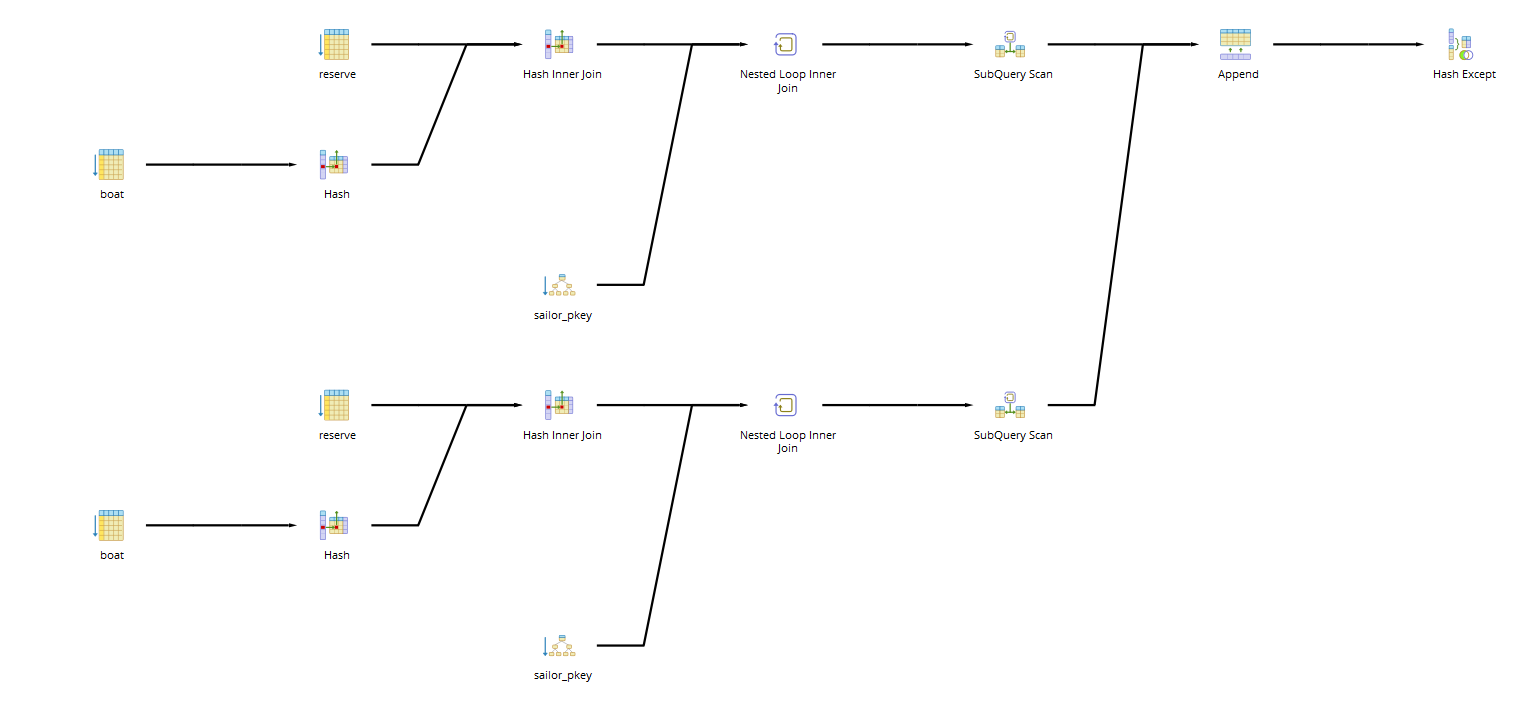 reserve
Hash Inner Join
Nested Loop Inner
Join
SubQuery Scan
Append
Hash Except
boat
Hash
sailor_pkey
reserve
Hash Inner Join
Nested Loop Inner
Join
SubQuery Scan
boat
Hash
sailor_pkey